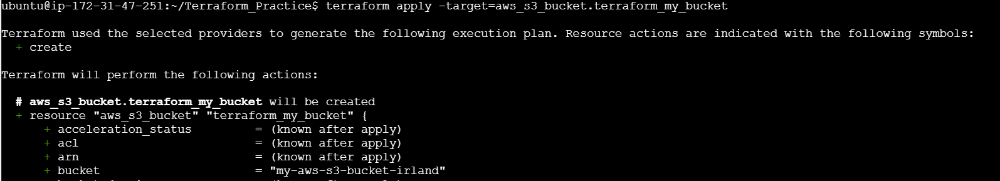 ubuntu@ip-172-31-47-251:~/Terraform_Practice$ terraform apply -target=aws_s3_bucket.terraform_my_bucket
Terraform used the selected providers to generate the following execution plan. Resource actions are indicated with the following symbols:
+ create
Terraform will perform the following actions:
# aws_s3_bucket.terraform_my_bucket will be created
+ resource "aws_s3_bucket" "terraform_my_bucket" {
+ acceleration_status = (known after apply)
+ acl = (known after apply)
+ arn = (known after apply)
+ bucket = "my-aws-s3-bucket-irland"